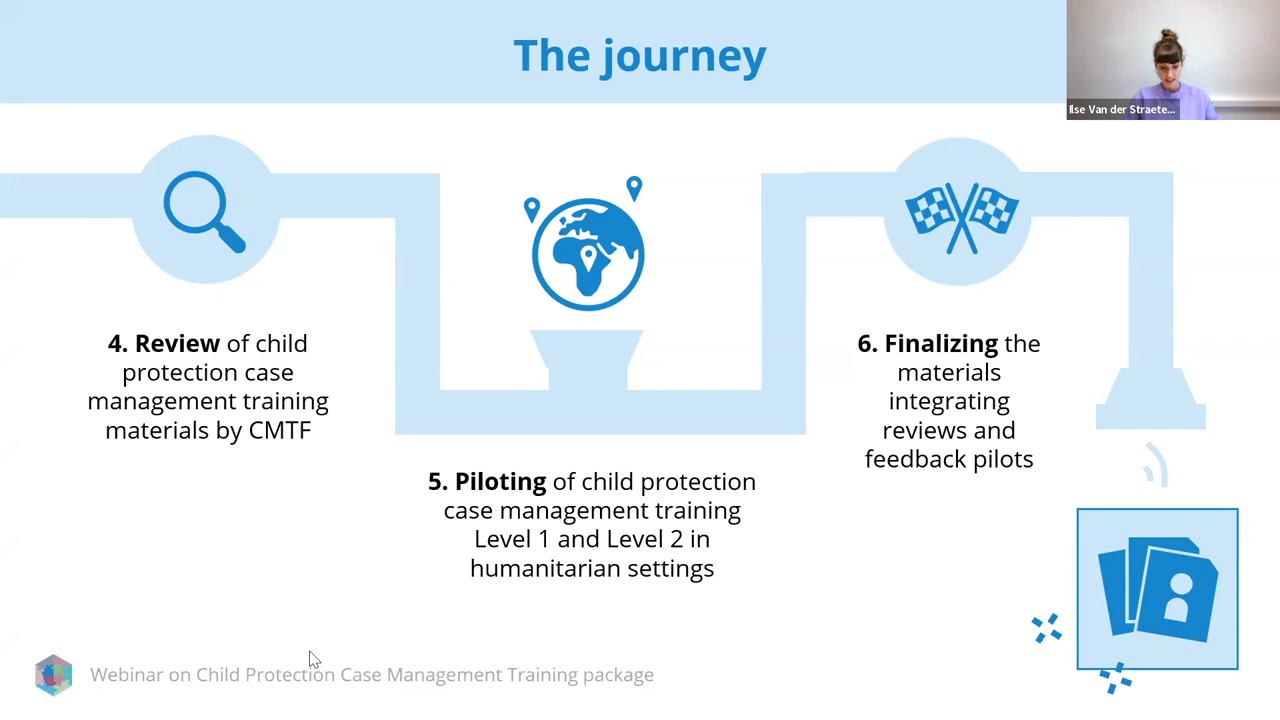 The journey
Ilse Van der Straete...
4. Review of child
protection case
management training
materials by CMTF
5. Piloting of child protection
case management training
Level 1 and Level 2 in
humanitarian settings
6. Finalizing the
materials
integrating
reviews and
feedback pilots
Webinar on Child Protection Case Management Training package